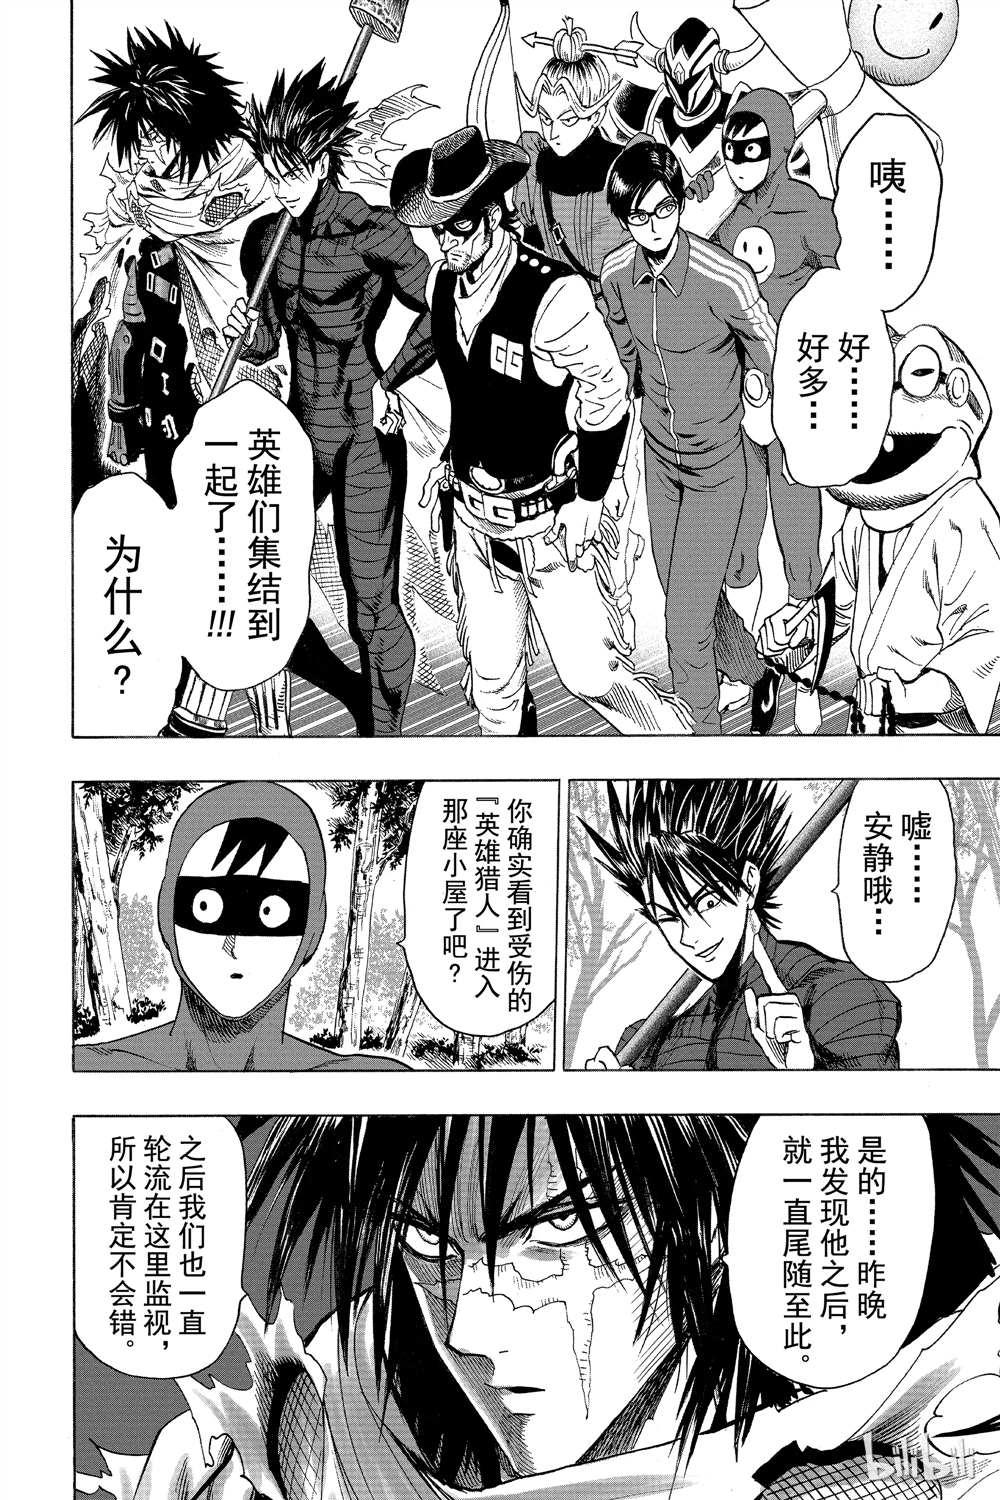 咦……
好……
好多…
英雄们集结到
一起了……!!!
为什么？
GG
GG
嘘……
安静哦…
你确实看到受伤的
『英雄猎人』进入
那座小屋了吧？
是的……昨晚
我发现他之后，
就一直尾随至此。
之后我们也一直
轮流在这里监视，
所以肯定不会错。
bilibili